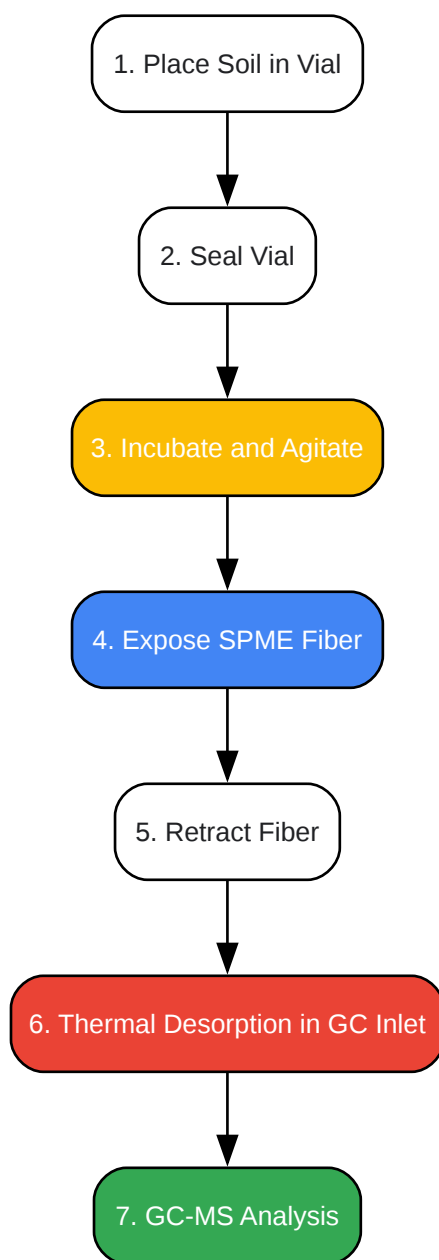 1. Place Soil in Vial
2. Seal Vial
3. Incubate and Agitate
4. Expose SPME Fiber
5. Retract Fiber
6. Thermal Desorption in GC Inlet
7. GC-MS Analysis